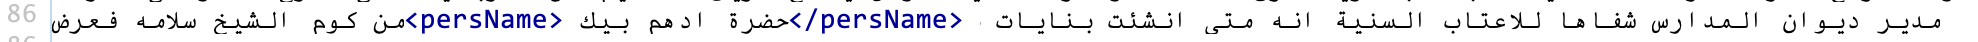 86 من كوم الشيخ سلامه فعرض<persName>حضرة ادهم بيك</persName> مدير ديوان المدارس شفاها للاعتاب السنية انه متى انشئت بنايات